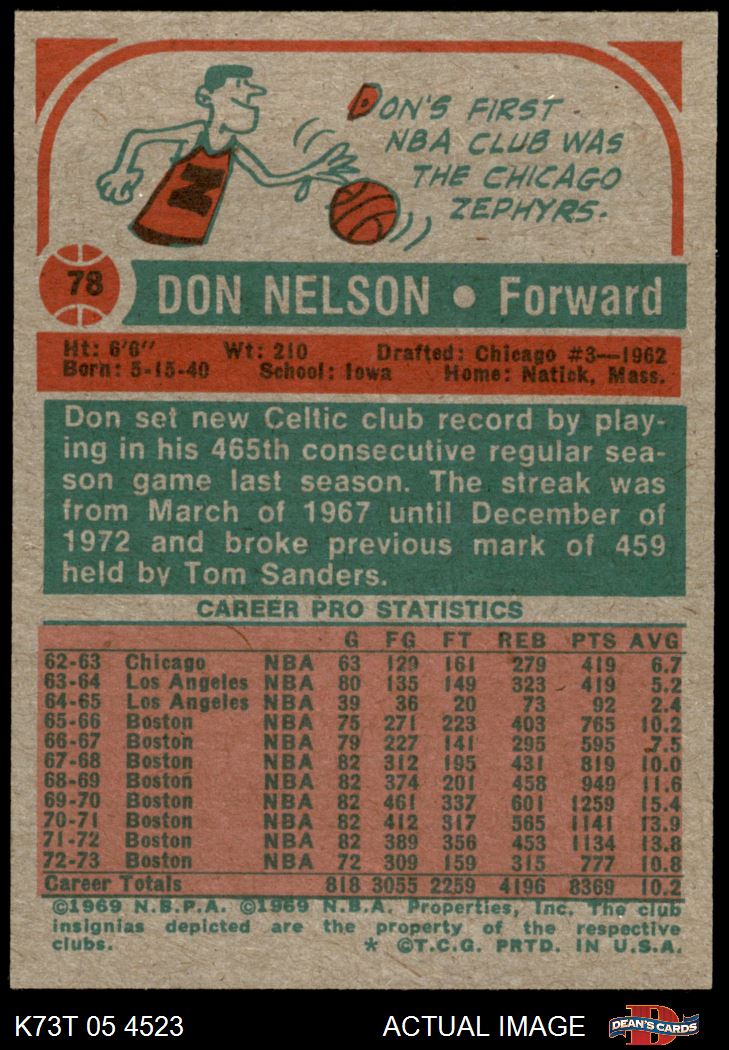 DON'S FIRST
NBA CLUB WAS
THE CHICAGO
ZEPHYRS.
N
78 DON NELSON • Forward
Ht: 6'6" Wt: 210 Drafted: Chicago #3—1962
Born: 5-15-40 School: Iowa Home: Natick, Mass.
Don set new Celtic club record by play-
ing in his 465th consecutive regular sea-
son game last season. The streak was
from March of 1967 until December of
1972 and broke previous mark of 459
held by Tom Sanders.
CAREER PRO STATISTICS
G FG FT REB PTS AVG
62-63 Chicago NBA 63 129 161 279 419 6.7
63-64 Los Angeles NBA 80 135 149 323 419 5.2
64-65 Los Angeles NBA 39 36 20 73 92 2.4
65-66 Boston NBA 75 271 223 403 765 10.2
66-67 Boston NBA 79 227 141 295 595 7.5
67-68 Boston NBA 82 312 195 431 819 10.0
68-69 Boston NBA 82 374 201 458 949 11.6
69-70 Boston NBA 82 461 337 601 1259 15.4
70-71 Boston NBA 82 412 317 565 1141 13.9
71-72 Boston NBA 82 389 356 453 1134 13.8
72-73 Boston NBA 72 309 159 315 777 10.8
Career Totals 818 3055 2259 4196 8369 10.2
©1969 N.B.P.A. ©1969 N.B.A. Properties, Inc. The club
insignias depicted are the property of the respective
clubs. * ©T.C.G. PRTD. IN U.S.A.
K73T 05 4523 ACTUAL IMAGE D DEAN'S CARDS